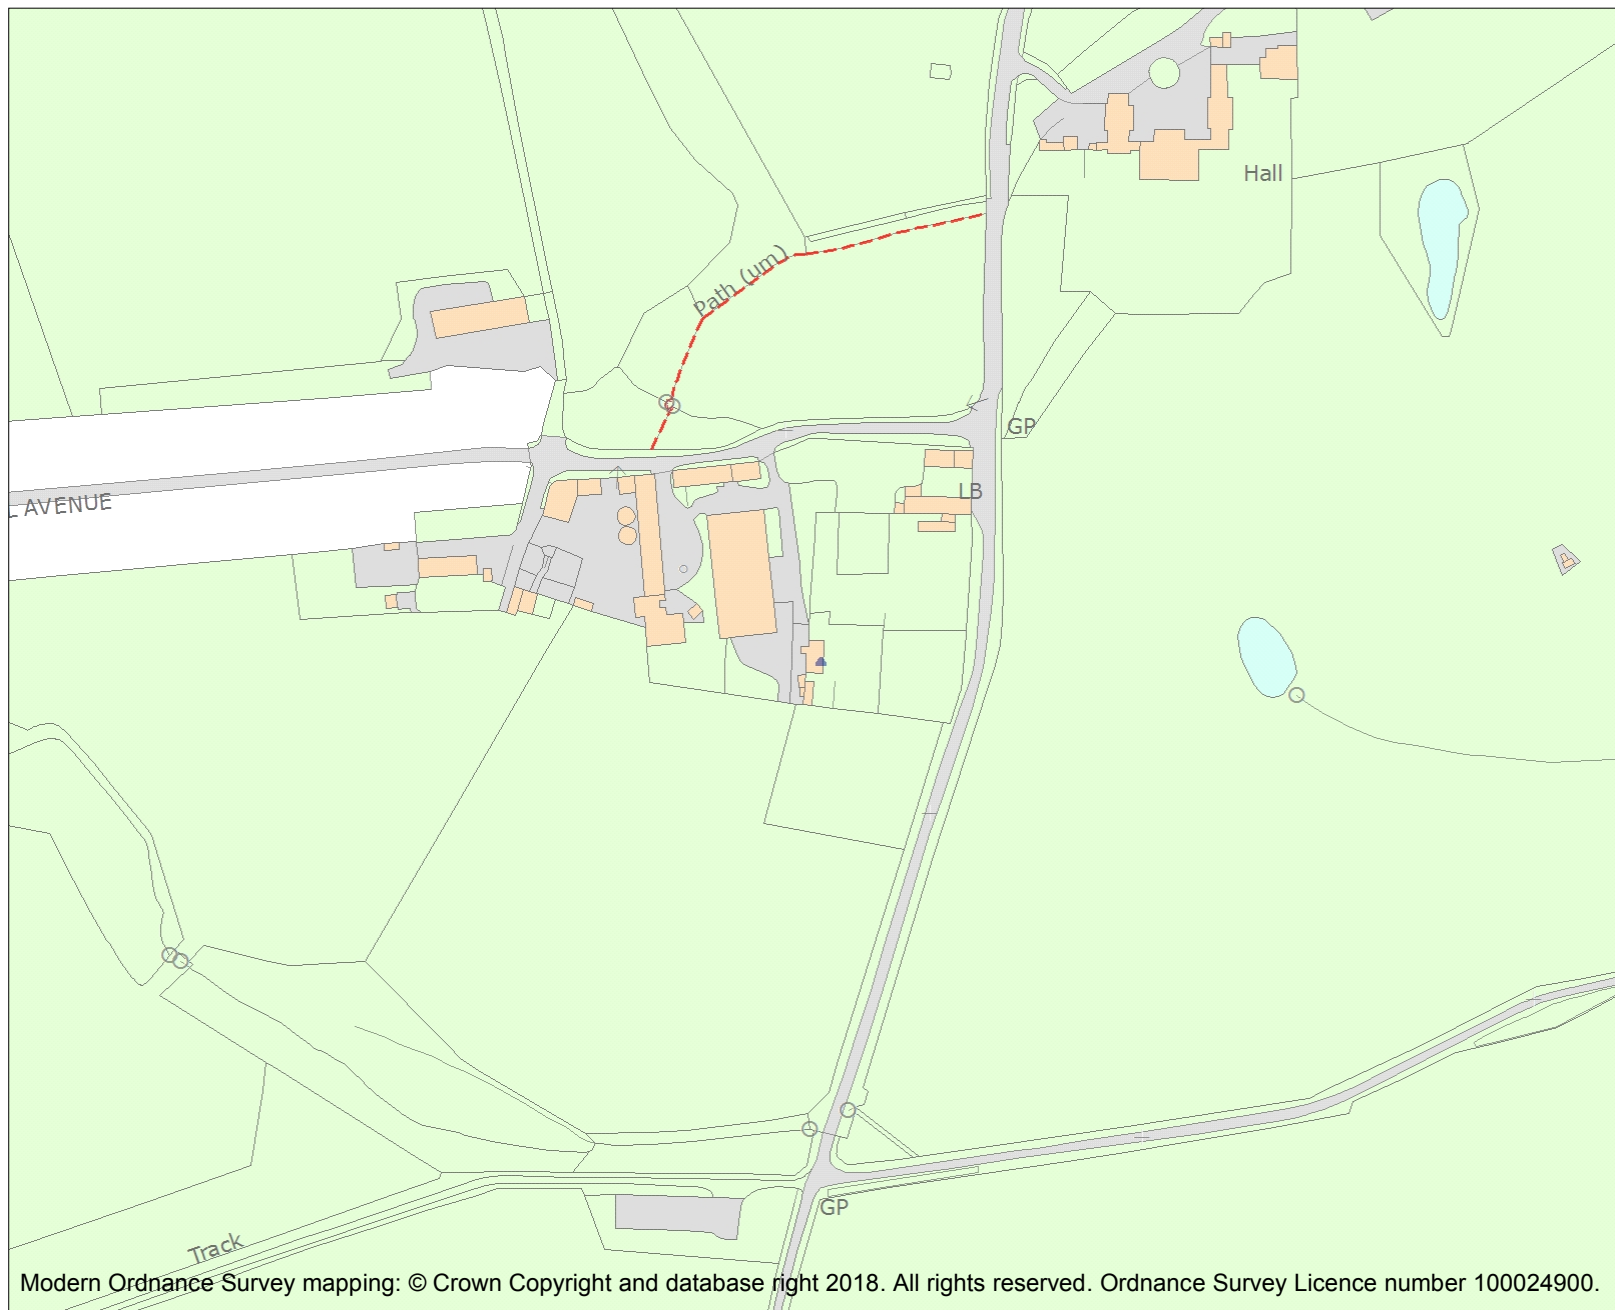 Hall
Path (um)
GP
LB
AVENUE
GP
Track
Modern Ordnance Survey mapping: © Crown Copyright and database right 2018. All rights reserved. Ordnance Survey Licence number 100024900.